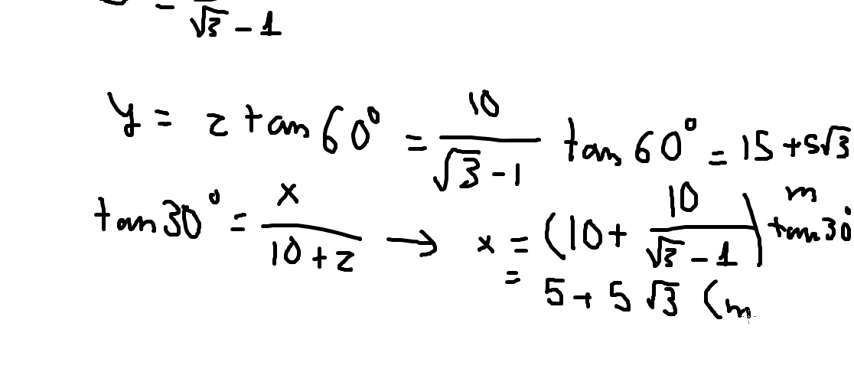 = 10/(√3 - 1)
y = z tan 60° = 10/(√3 - 1) tan 60° = 15 + 5√3 m
tan 30° = x/(10 + z) → x = (10 + 10/(√3 - 1)) tan 30°
= 5 + 5√3 (m